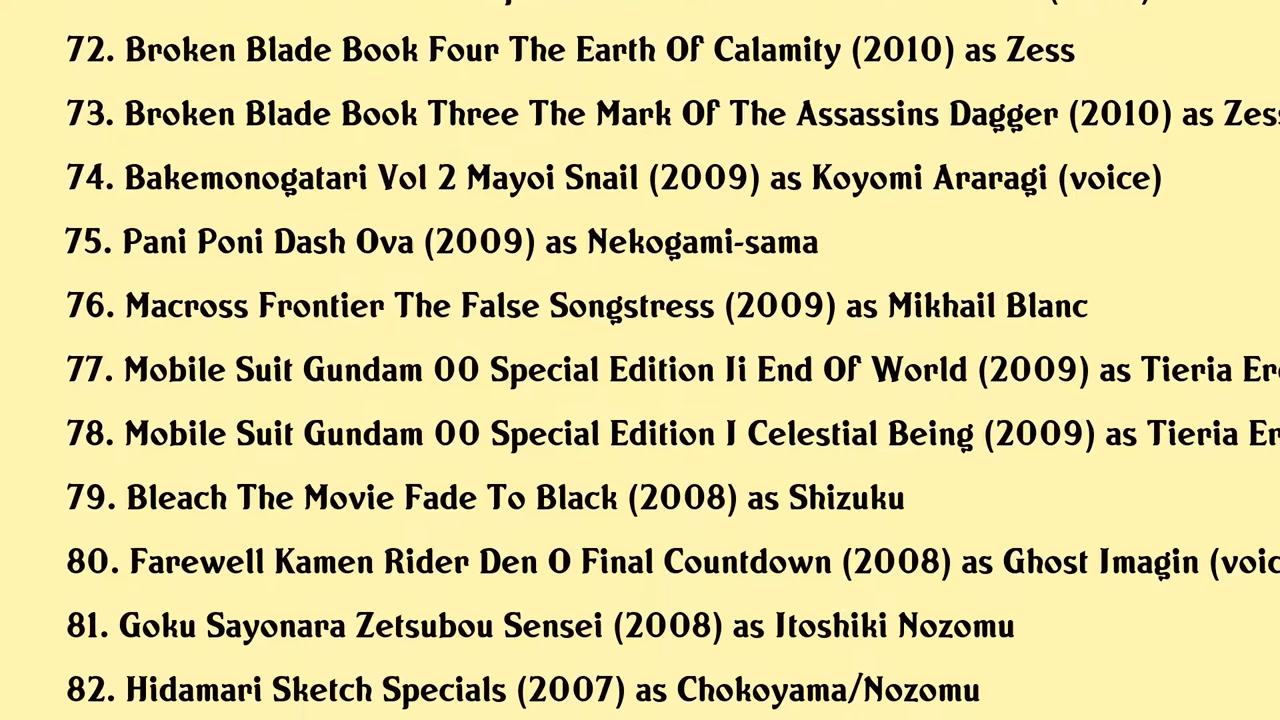 72. Broken Blade Book Four The Earth Of Calamity (2010) as Zess
73. Broken Blade Book Three The Mark Of The Assassins Dagger (2010) as
74. Bakemonogatari Vol 2 Mayoi Snail (2009) as Koyomi Araragi (voice)
75. Pani Poni Dash Ova (2009) as Nekogami-sama
76. Macross Frontier The False Songstress (2009) as Mikhail Blanc
77. Mobile Suit Gundam 00 Special Edition Ii End Of World (2009) as Tieria
78. Mobile Suit Gundam 00 Special Edition I Celestial Being (2009) as Tieria
79. Bleach The Movie Fade To Black (2008) as Shizuku
80. Farewell Kamen Rider Den O Final Countdown (2008) as Ghost Imagin
81. Goku Sayonara Zetsubou Sensei (2008) as Itoshiki Nozomu
82. Hidamari Sketch Specials (2007) as Chokoyama/Nozomu